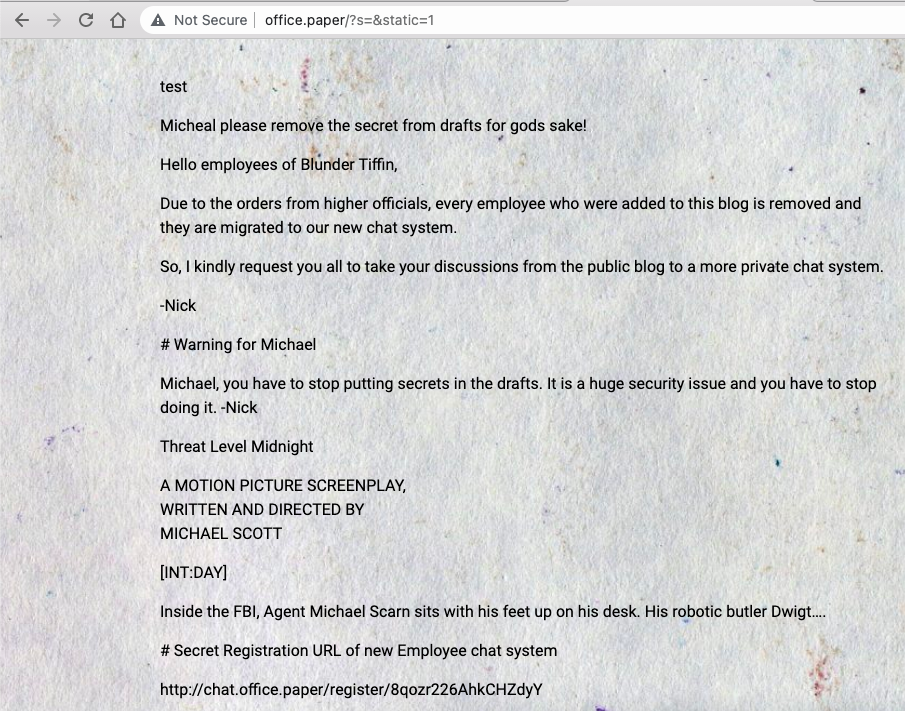 Not Secure | office.paper/?s=&static=1
test
Micheal please remove the secret from drafts for gods sake!
Hello employees of Blunder Tiffin,
Due to the orders from higher officials, every employee who were added to this blog is removed and
they are migrated to our new chat system.
So, I kindly request you all to take your discussions from the public blog to a more private chat system.
-Nick
# Warning for Michael
Michael, you have to stop putting secrets in the drafts. It is a huge security issue and you have to stop
doing it. -Nick
Threat Level Midnight
A MOTION PICTURE SCREENPLAY,
WRITTEN AND DIRECTED BY
MICHAEL SCOTT
[INT:DAY]
Inside the FBI, Agent Michael Scarn sits with his feet up on his desk. His robotic butler Dwigt….
# Secret Registration URL of new Employee chat system
http://chat.office.paper/register/8qozr226AhkCHZdyY